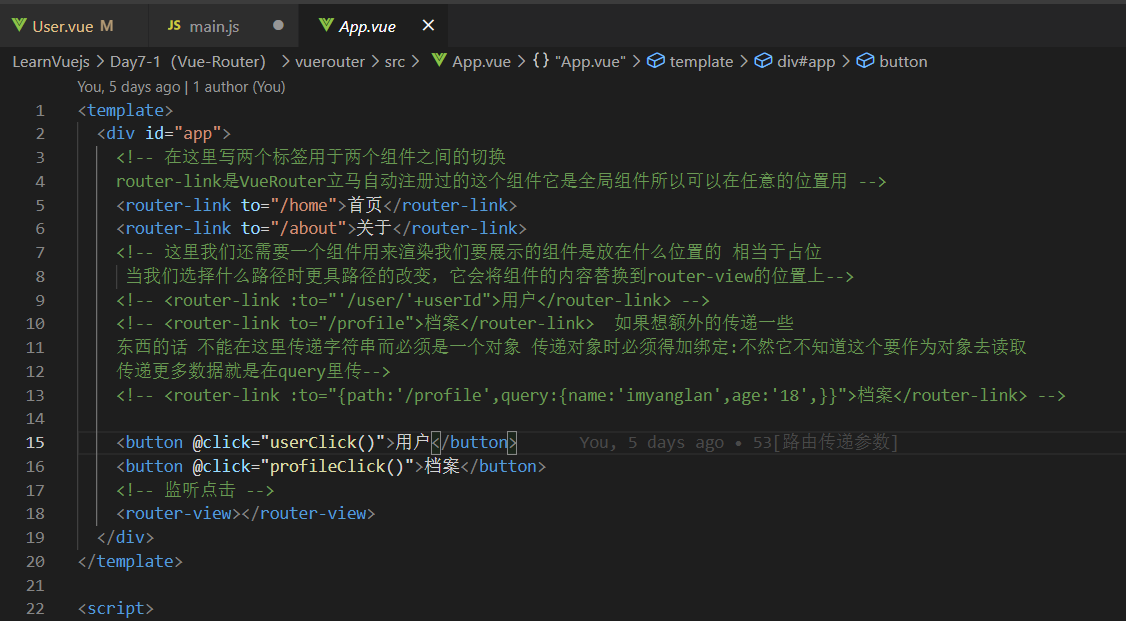 User.vue M JS main.js App.vue
LearnVuejs > Day7-1 (Vue-Router) > vuerouter > src > App.vue > {} "App.vue" > template > div#app > button
You, 5 days ago | 1 author (You)
1 <template>
2 <div id="app">
3 <!-- 在这里写两个标签用于两个组件之间的切换
4 router-link是VueRouter立马自动注册过的这个组件它是全局组件所以可以在任意的位置用 -->
5 <router-link to="/home">首页</router-link>
6 <router-link to="/about">关于</router-link>
7 <!-- 这里我们还需要一个组件用来渲染我们要展示的组件是放在什么位置的 相当于占位
8 当我们选择什么路径时更具路径的改变，它会将组件的内容替换到router-view的位置上-->
9 <!-- <router-link :to="'/user/'+userId">用户</router-link> -->
10 <!-- <router-link to="/profile">档案</router-link> 如果想额外的传递一些
11 东西的话 不能在这里传递字符串而必须是一个对象 传递对象时必须得加绑定:不然它不知道这个要作为对象去读取
12 传递更多数据就是在query里传-->
13 <!-- <router-link :to="{path:'/profile',query:{name:'imyanglan',age:'18',}}">档案</router-link> -->
14
15 <button @click="userClick()">用户</button> You, 5 days ago • 53[路由传递参数]
16 <button @click="profileClick()">档案</button>
17 <!-- 监听点击 -->
18 <router-view></router-view>
19 </div>
20 </template>
21
22 <script>